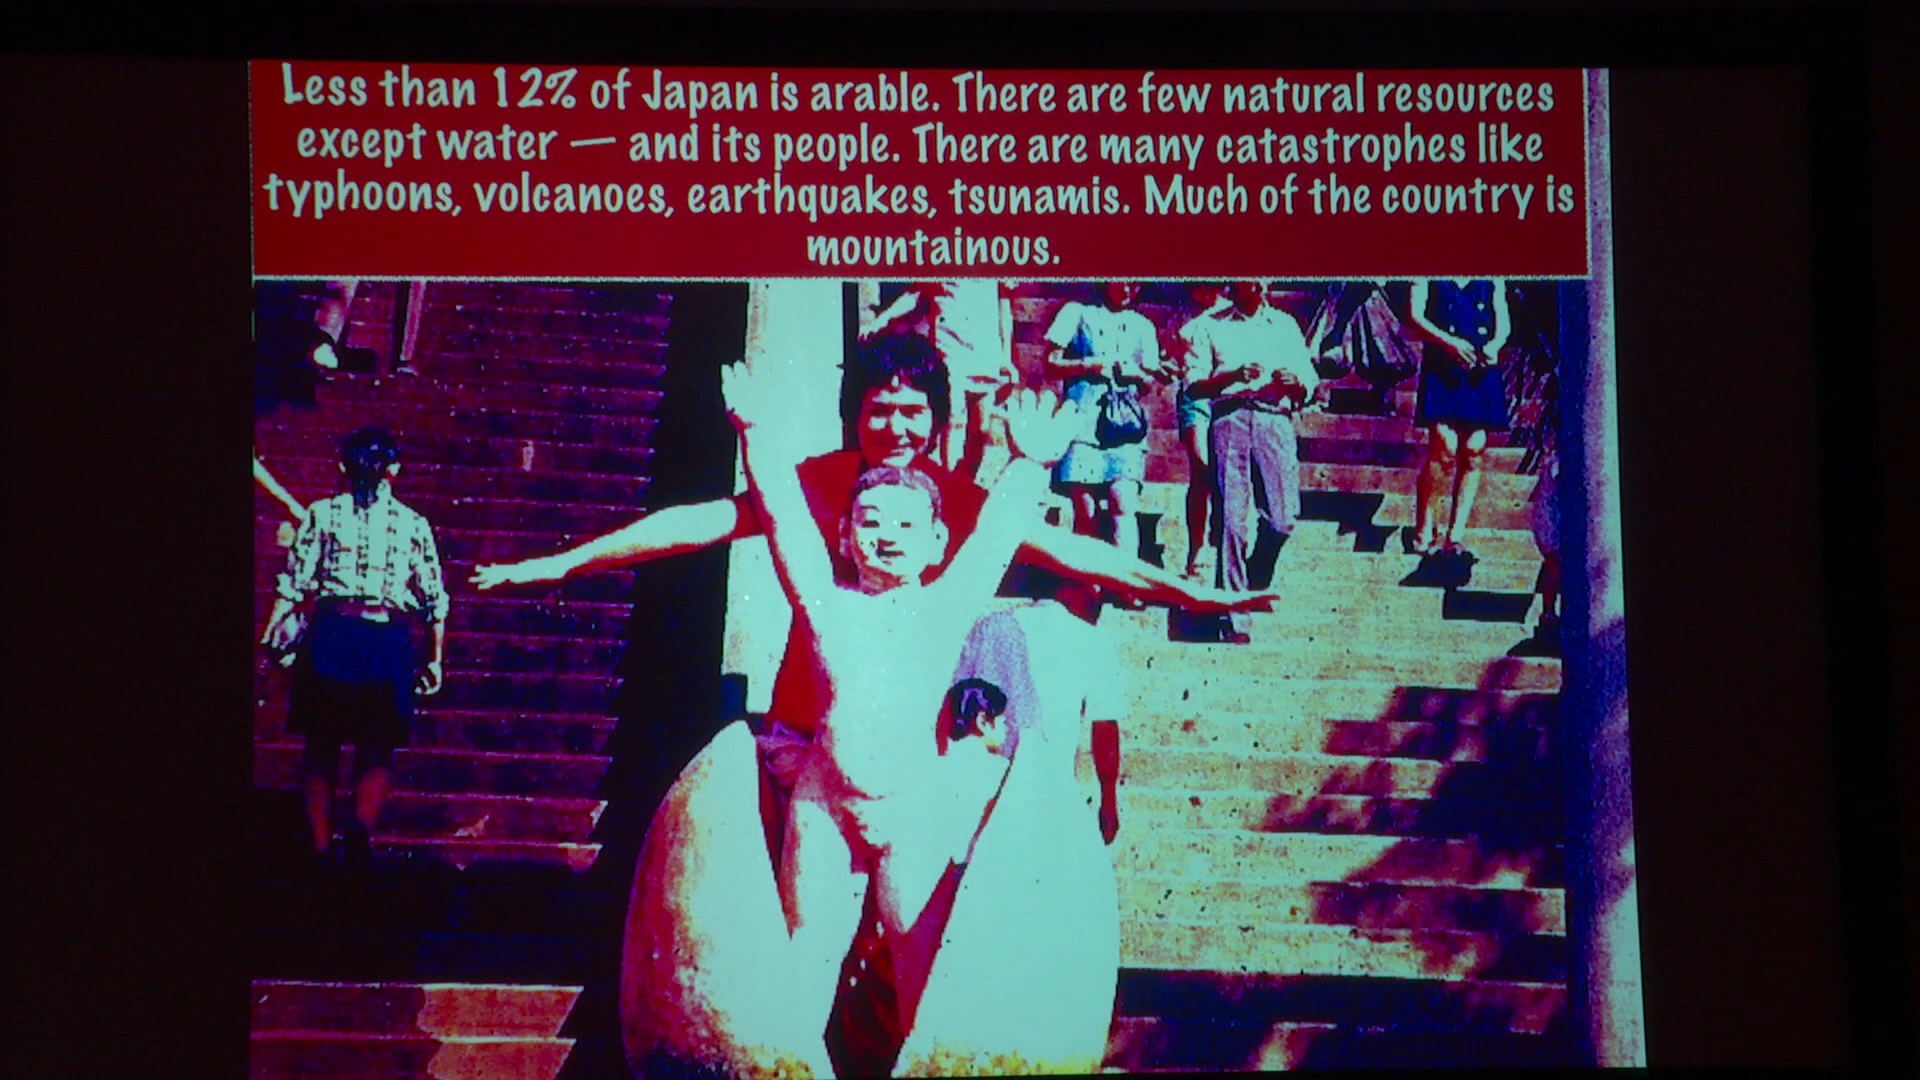 Less than 12% of Japan is arable. There are few natural resources
except water — and its people. There are many catastrophes like
typhoons, volcanoes, earthquakes, tsunamis. Much of the country is
mountainous.